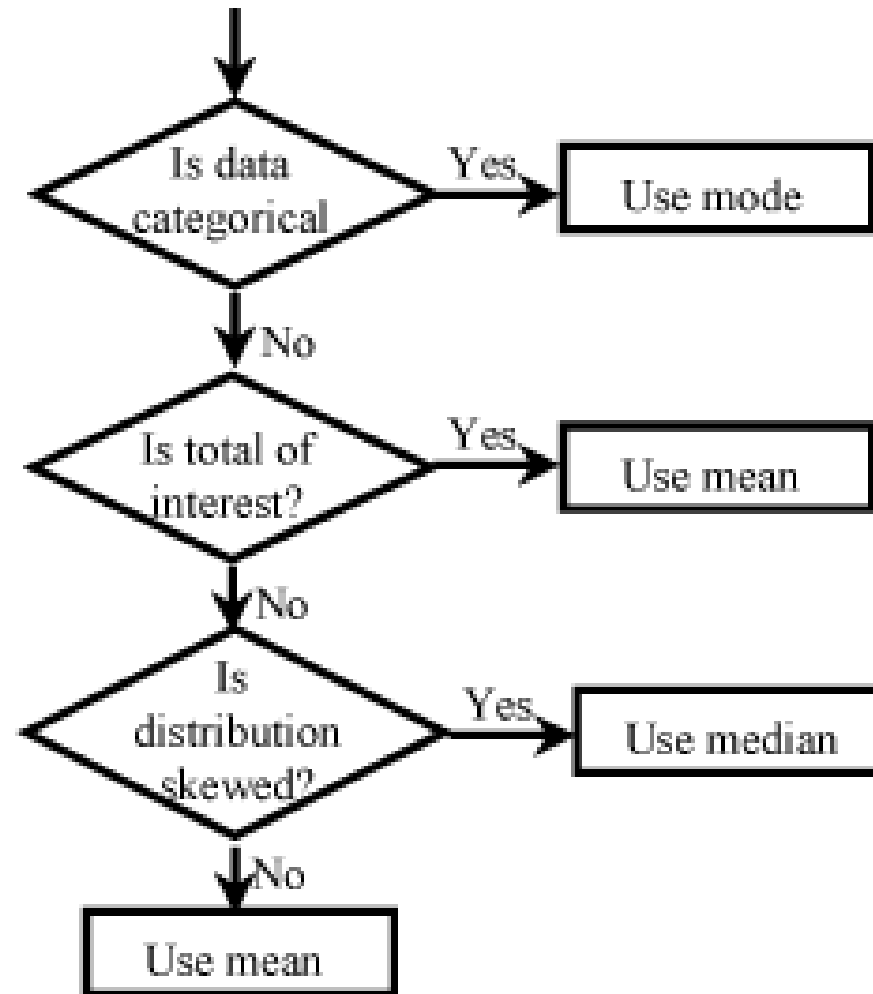 Is data
categorical
Yes
Use mode
No
Is total of
interest?
Yes
Use mean
No
Is
distribution
skewed?
Yes
Use median
No
Use mean